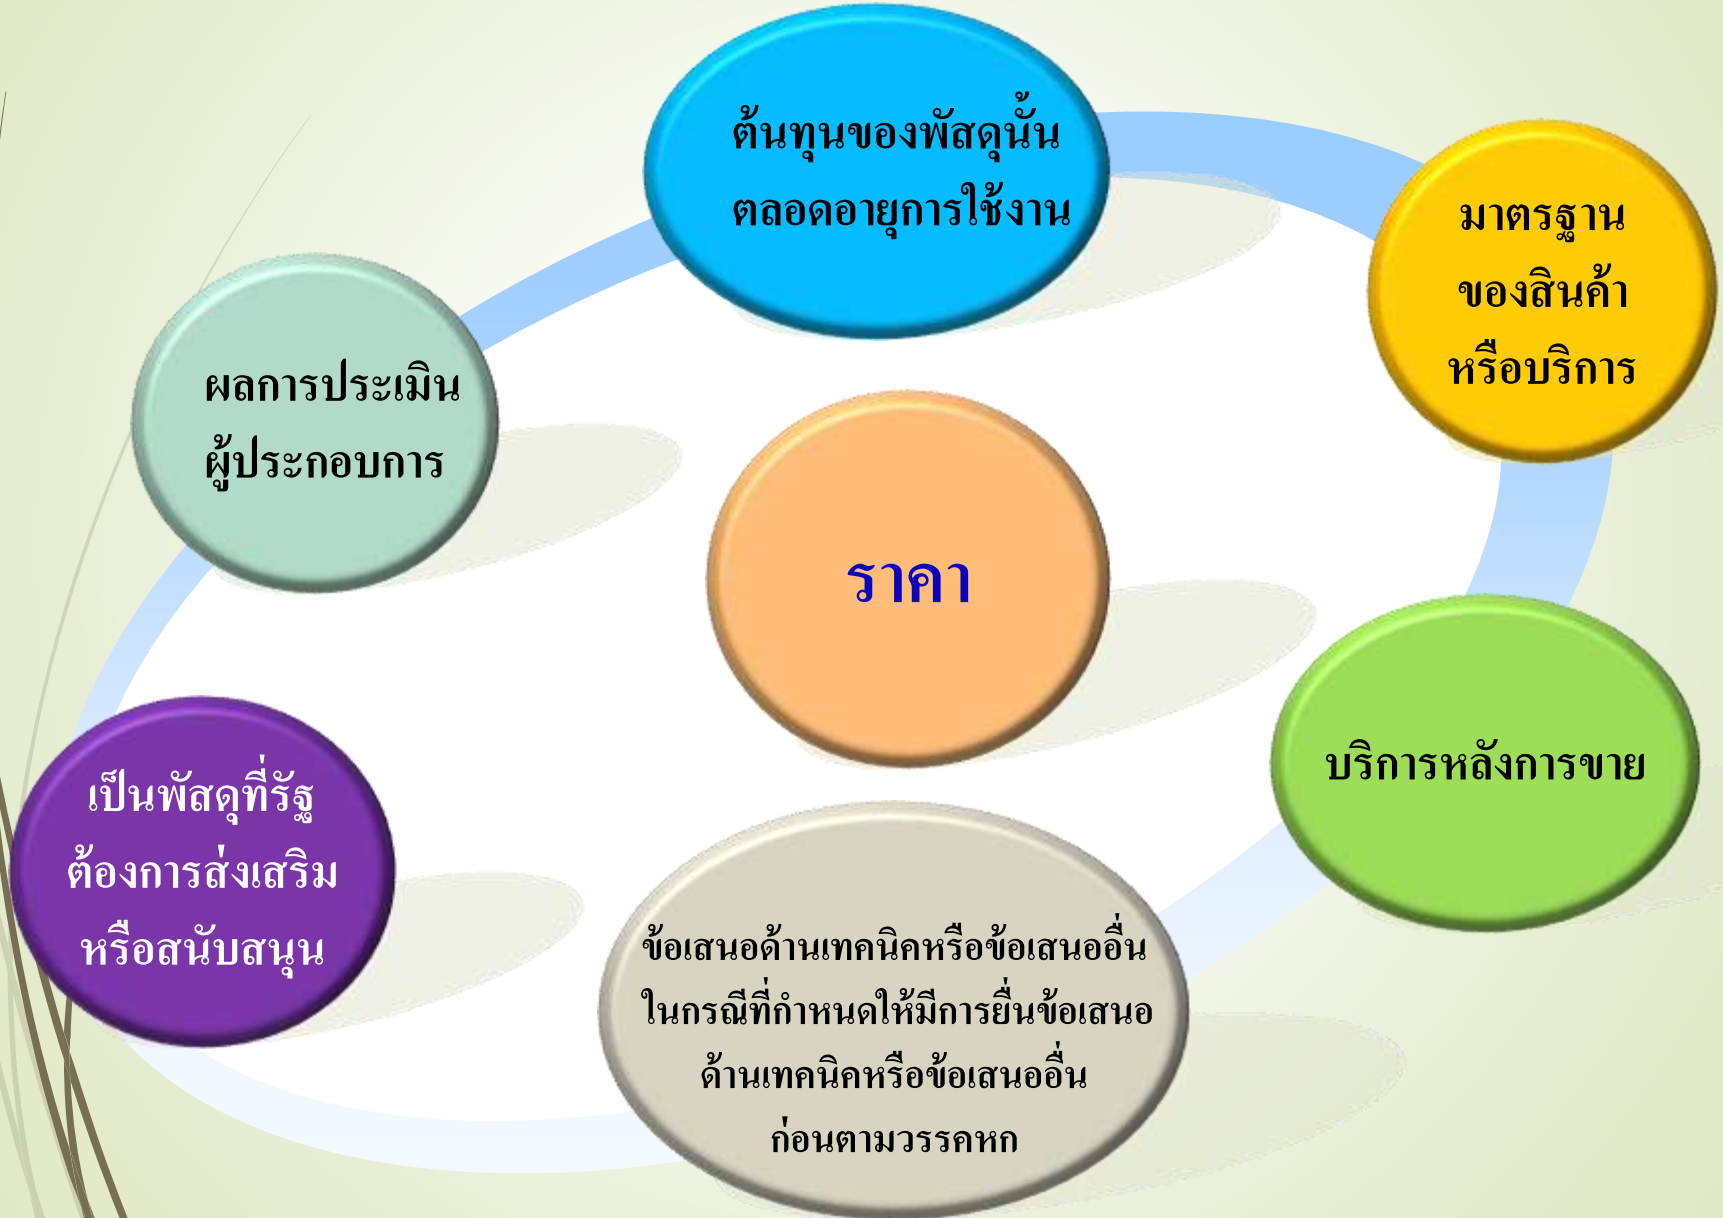 ต้นทุนของพัสดุนั้น
ตลอดอายุการใช้งาน
มาตรฐาน
ของสินค้า
หรือบริการ
ผลการประเมิน
ผู้ประกอบการ
ราคา
บริการหลังการขาย
เป็นพัสดุที่รัฐ
ต้องการส่งเสริม
หรือสนับสนุน
ข้อเสนอด้านเทคนิคหรือข้อเสนออื่น
ในกรณีที่กำหนดให้มีการยื่นข้อเสนอ
ด้านเทคนิคหรือข้อเสนออื่น
ก่อนตามวรรคหก